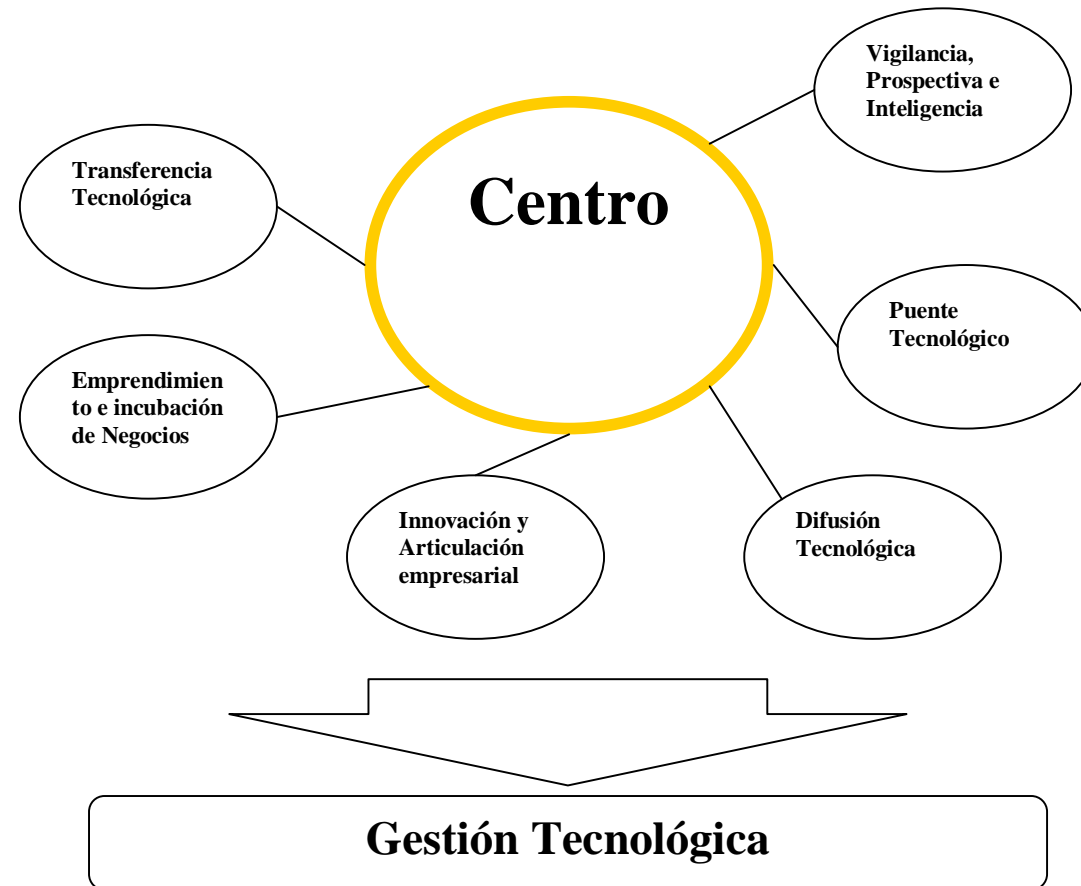 Vigilancia,
Prospectiva e
Inteligencia
Centro
Transferencia
Tecnológica
Puente
Tecnológico
Emprendimien
to e incubación
de Negocios
Innovación y
Articulación
empresarial
Difusión
Tecnológica
Gestión Tecnológica